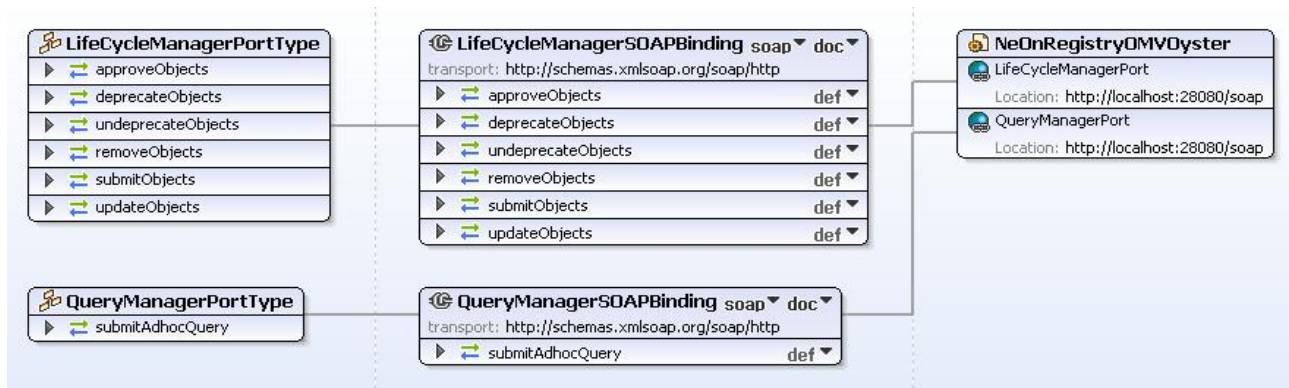 LifeCycleManagerPortType
approveObjects
deprecateObjects
undeprecateObjects
removeObjects
submitObjects
updateObjects
QueryManagerPortType
submitAdhocQuery
LifeCycleManagerSOAPBinding soap doc
transport: http://schemas.xmlsoap.org/soap/http
approveObjects def
deprecateObjects def
undeprecateObjects def
removeObjects def
submitObjects def
updateObjects def
QueryManagerSOAPBinding soap doc
transport: http://schemas.xmlsoap.org/soap/http
submitAdhocQuery def
NeOnRegistryOMVOyster
LifeCycleManagerPort
Location: http://localhost:28080/soap
QueryManagerPort
Location: http://localhost:28080/soap